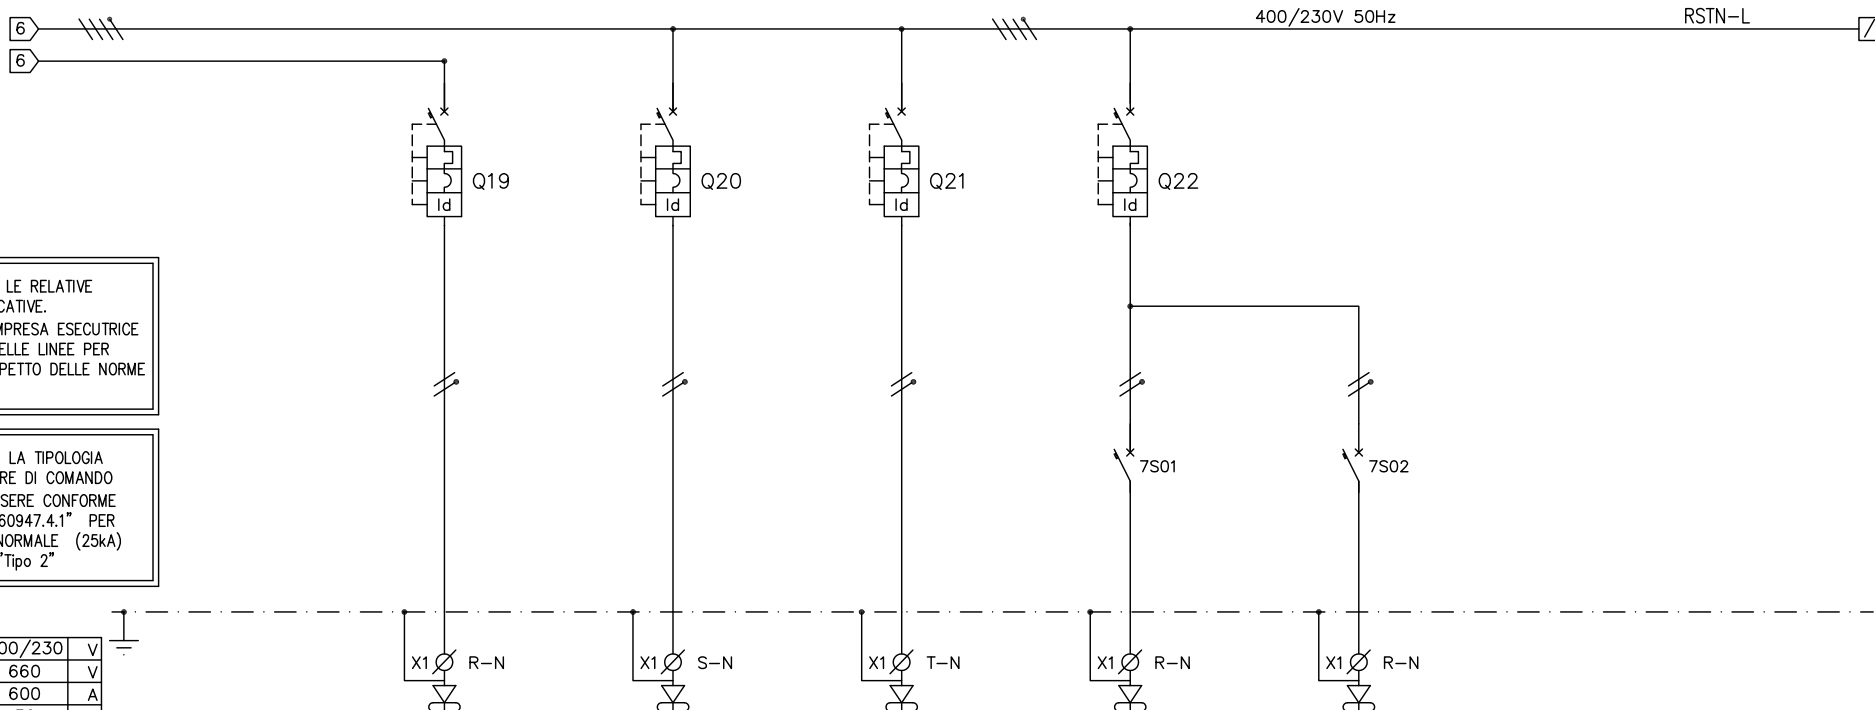 6
400/230V 50Hz
RSTN-L
6
Q19
Id
Q20
Id
Q21
Id
Q22
Id
LE RELATIVE
CATIVE.
MPRESA ESECUTRICE
ELLE LINEE PER
PETTO DELLE NORME
LA TIPOLOGIA
RE DI COMANDO
SERE CONFORME
60947.4.1" PER
NORMALE (25kA)
"Tipo 2"
7S01
7S02
00/230 V
660 V
600 A
X1 R-N
X1 S-N
X1 T-N
X1 R-N
X1 R-N